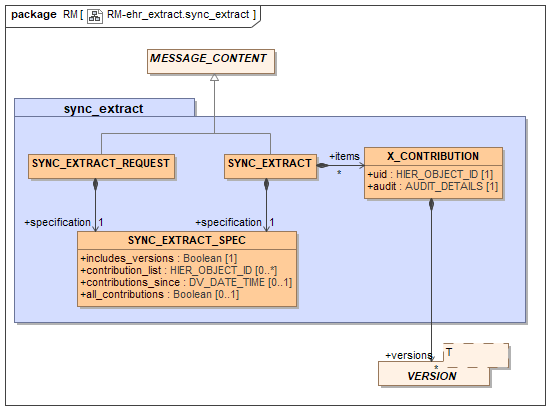 package RM [ RM-ehr_extract.sync_extract ]
MESSAGE_CONTENT
sync_extract
SYNC_EXTRACT_REQUEST
SYNC_EXTRACT
+items
*
X_CONTRIBUTION
+uid : HIER_OBJECT_ID [1]
+audit : AUDIT_DETAILS [1]
+specification 1
+specification 1
SYNC_EXTRACT_SPEC
+includes_versions : Boolean [1]
+contribution_list : HIER_OBJECT_ID [0..*]
+contributions_since : DV_DATE_TIME [0..1]
+all_contributions : Boolean [0..1]
+versions
*
T
VERSION